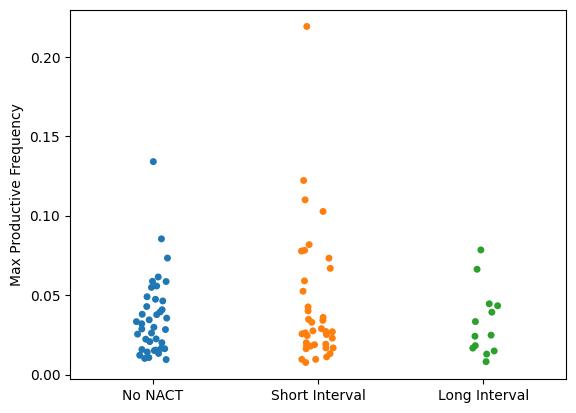 Max Productive Frequency
0.20
0.15
0.10
0.05
0.00
No NACT
Short Interval
Long Interval